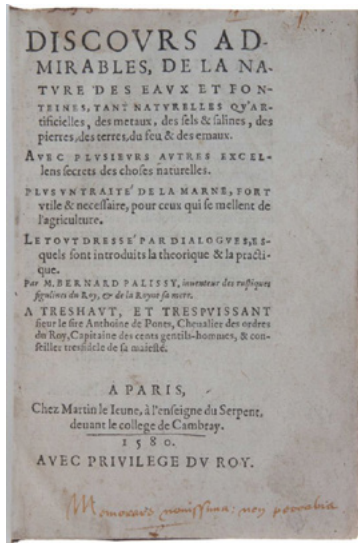 DISCOVRS AD-
MIRABLES, DE LA NA-
TVRE DES EAVX ET FON-
TEINES, TANT NATVRELLES QV'AR-
tificielles, des metaux, des sels & salines, des
pierres, des terres, du feu & des emaux.
AVEC PLVSIEVRS AVTRES EXCEL-
lens secrets des choses naturelles.
PLVS VN TRAITÉ DE LA MARNE, FORT
vtile & necessaire, pour ceux qui se mellent de
l'agriculture.
LE TOVT DRESSÉ PAR DIALOGVES, ES-
quels sont introduits la theorique & la practi-
que.
Par M. BERNARD PALISSY, inuenteur des rustiques
figulines du Roy, & de la Royne sa mere.
A TRESHAVT, ET TRESPVISSANT
sieur le sire Anthoine de Ponts, Cheualier des ordres
du Roy, Capitaine des cents gentils-hommes, & con-
seiller tresfidele de sa maiesté.
A PARIS,
Chez Martin le Ieune, à l'enseigne du Serpent,
deuant le college de Cambray.
1580.
AVEC PRIVILEGE DV ROY.
Memorare nouissima: non peccabis